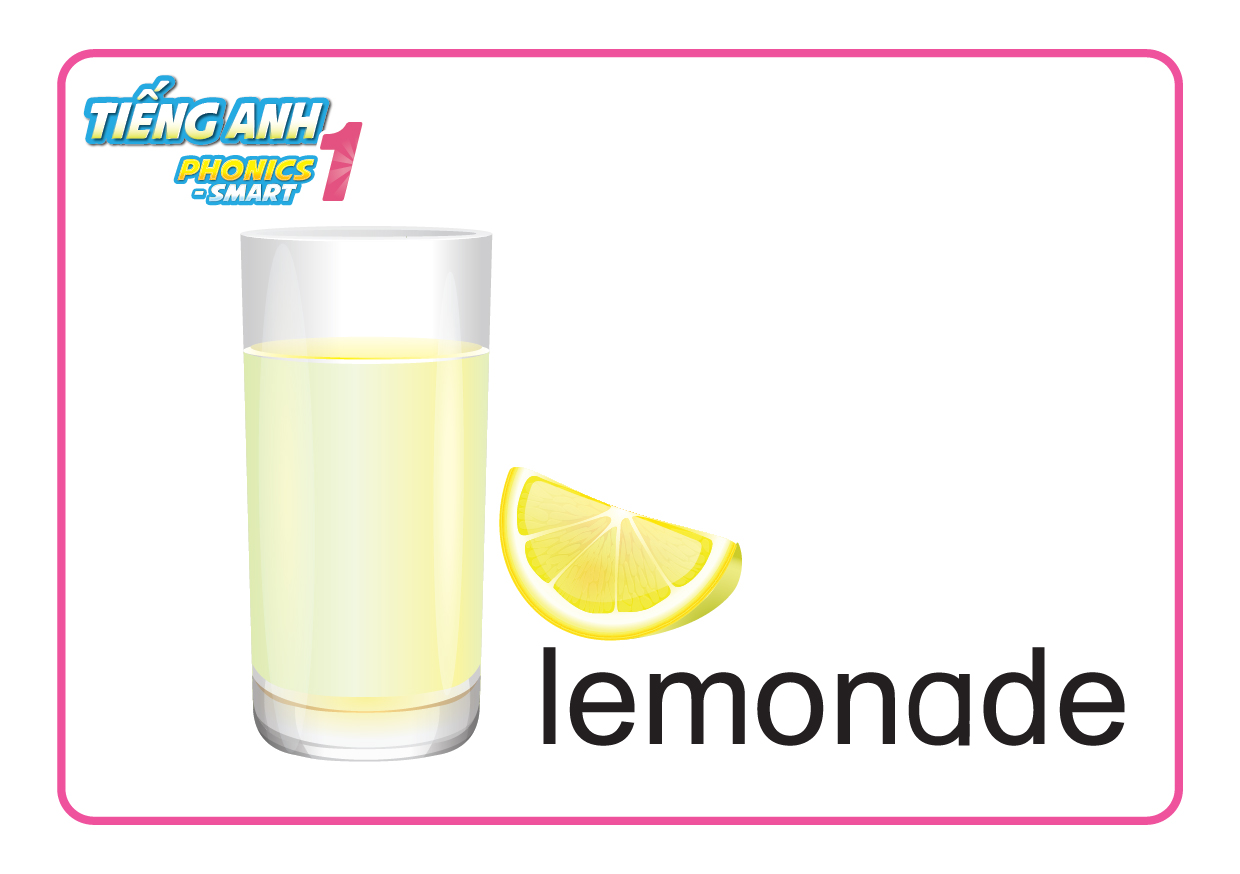 TIẾNG ANH 1
PHONICS
-SMART
lemonade